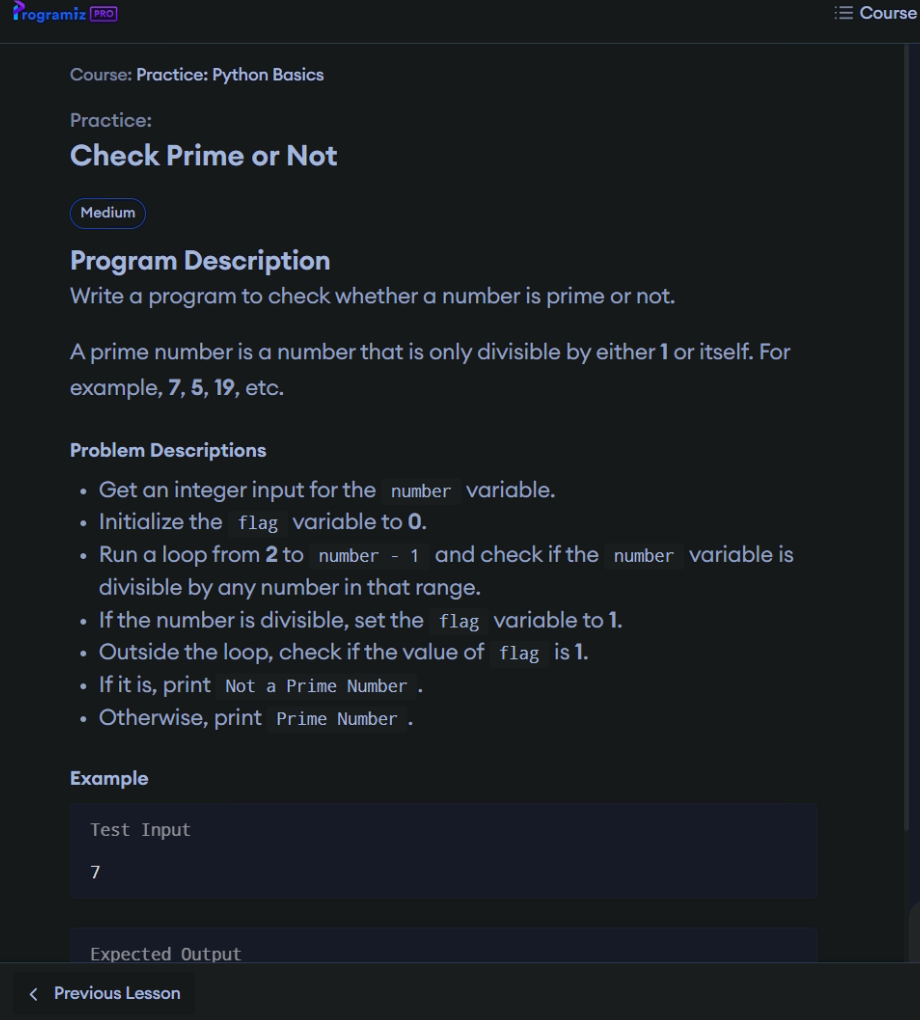 Programiz PRO
Course
Course: Practice: Python Basics
Practice:
Check Prime or Not
Medium
Program Description
Write a program to check whether a number is prime or not.
A prime number is a number that is only divisible by either 1 or itself. For
example, 7, 5, 19, etc.
Problem Descriptions
• Get an integer input for the number variable.
• Initialize the flag variable to 0.
• Run a loop from 2 to number - 1 and check if the number variable is
divisible by any number in that range.
• If the number is divisible, set the flag variable to 1.
• Outside the loop, check if the value of flag is 1.
• If it is, print Not a Prime Number .
• Otherwise, print Prime Number .
Example
Test Input
7
Expected Output
Previous Lesson